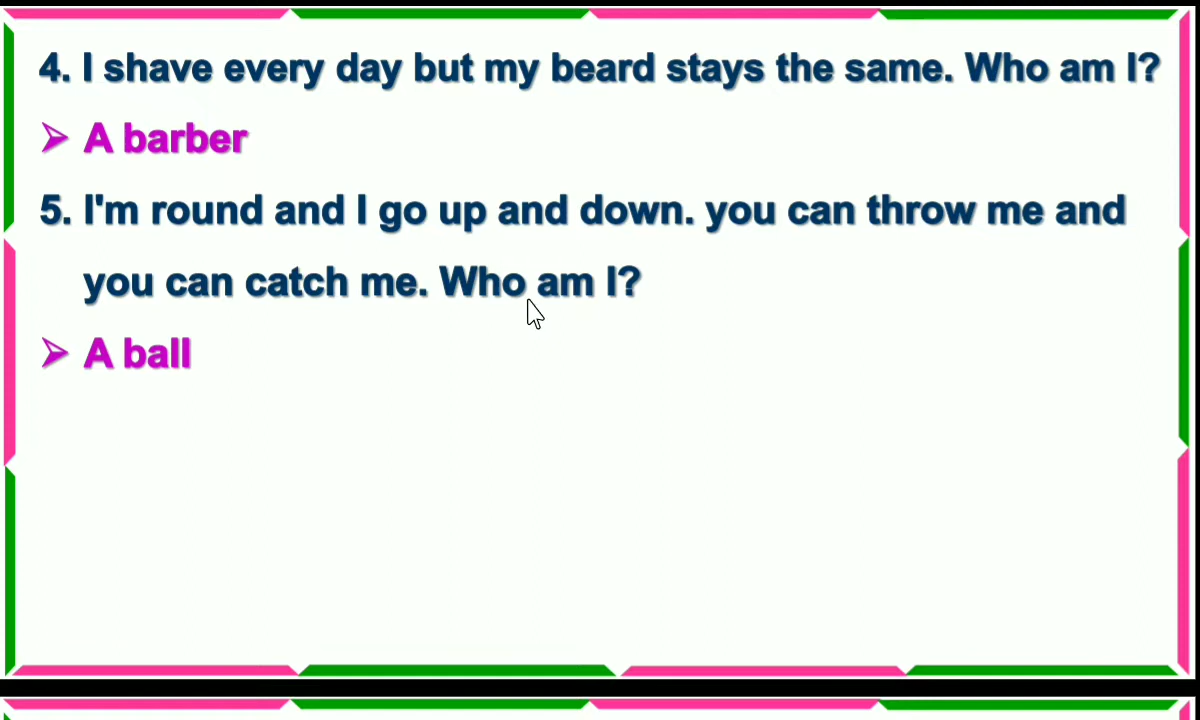 4. I shave every day but my beard stays the same. Who am I?
➢ A barber
5. I'm round and I go up and down. you can throw me and
you can catch me. Who am I?
➢ A ball